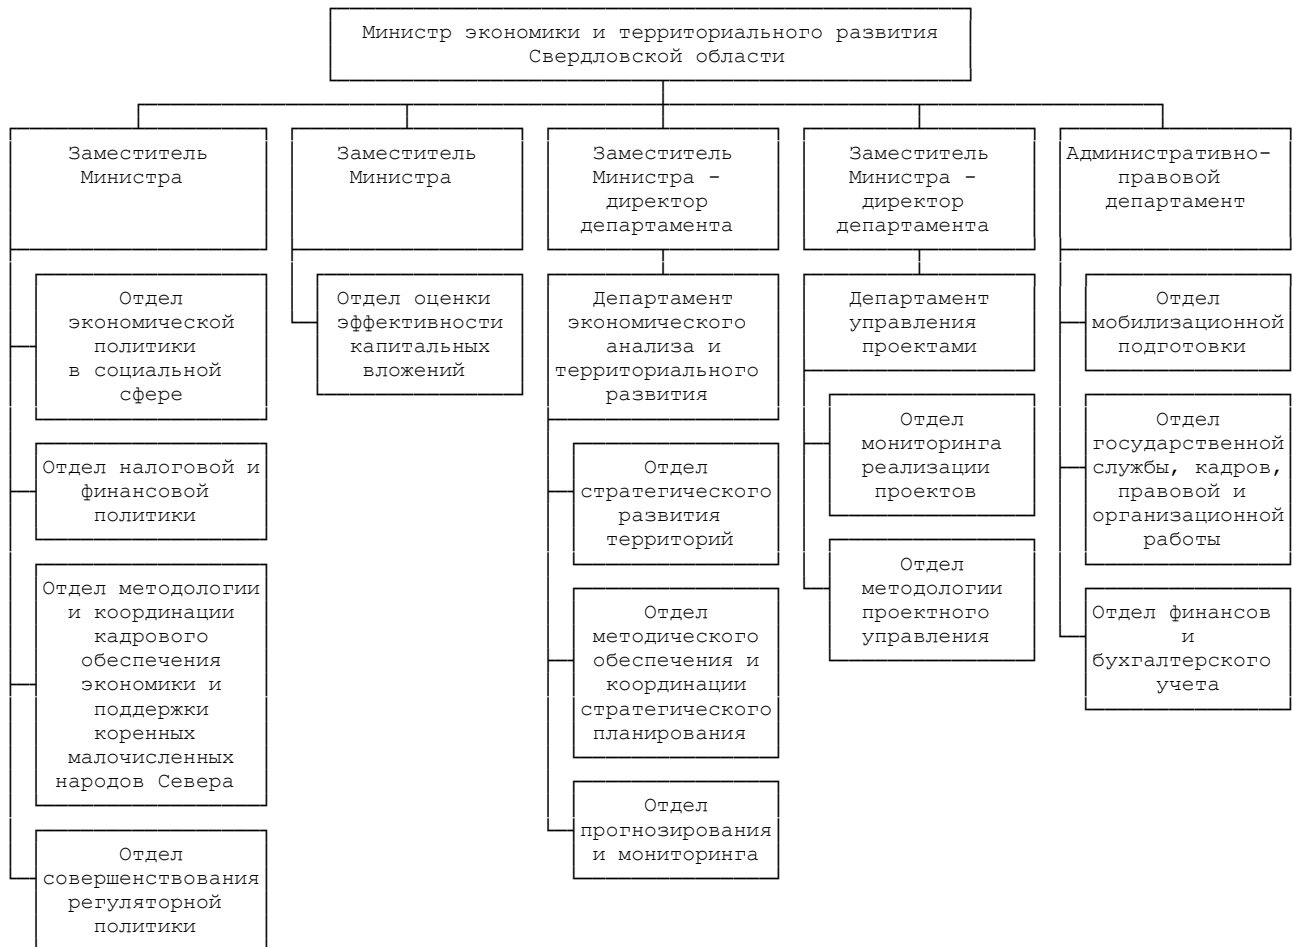 Министр экономики и территориального развития
Свердловской области
Заместитель
Министра
Отдел
экономической
политики
в социальной
сфере
Отдел налоговой и
финансовой
политики
Отдел методологии
и координации
кадрового
обеспечения
экономики и
поддержки
коренных
малочисленных
народов Севера
Отдел
совершенствования
регуляторной
политики
Заместитель
Министра
Отдел оценки
эффективности
капитальных
вложений
Заместитель
Министра -
директор
департамента
Департамент
экономического
анализа и
территориального
развития
Отдел
стратегического
развития
территорий
Отдел
методического
обеспечения и
координации
стратегического
планирования
Отдел
прогнозирования
и мониторинга
Заместитель
Министра -
директор
департамента
Департамент
управления
проектами
Отдел
мониторинга
реализации
проектов
Отдел
методологии
проектного
управления
Административно-
правовой
департамент
Отдел
мобилизационной
подготовки
Отдел
государственной
службы, кадров,
правовой и
организационной
работы
Отдел финансов
и
бухгалтерского
учета